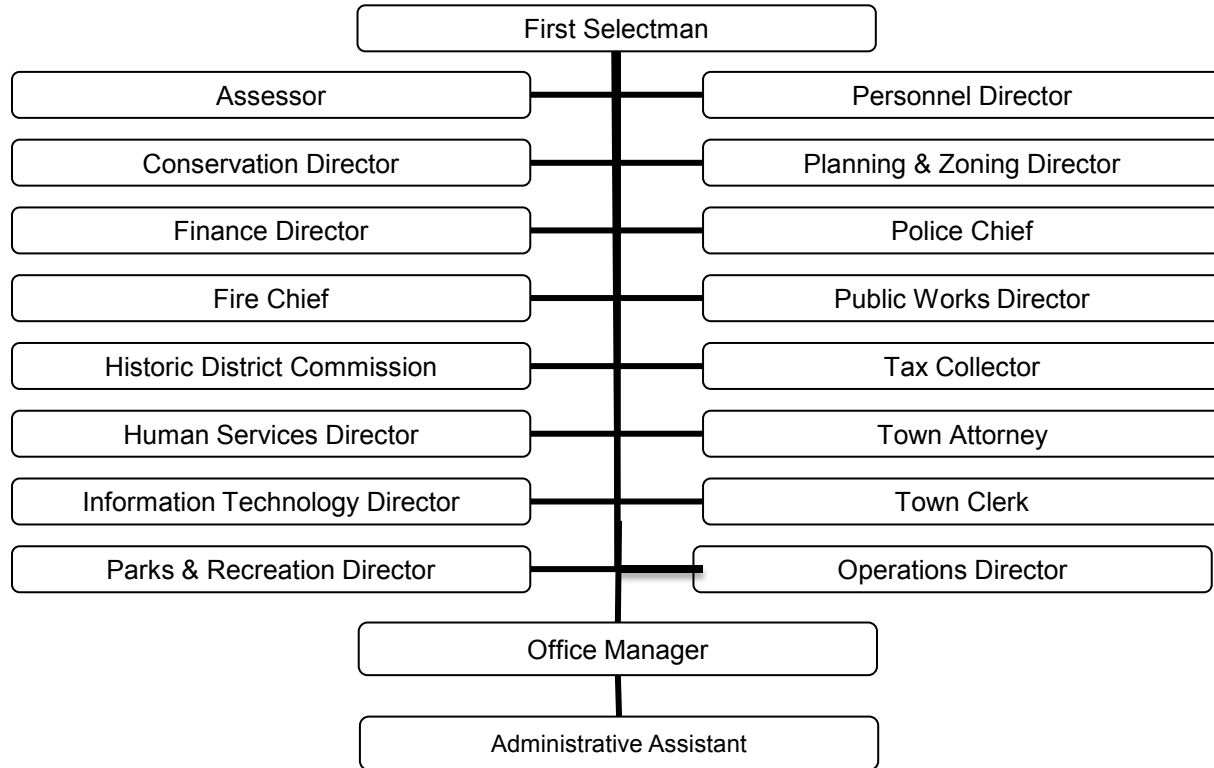 First Selectman
Assessor
Personnel Director
Conservation Director
Planning & Zoning Director
Finance Director
Police Chief
Fire Chief
Public Works Director
Historic District Commission
Tax Collector
Human Services Director
Town Attorney
Information Technology Director
Town Clerk
Parks & Recreation Director
Operations Director
Office Manager
Administrative Assistant